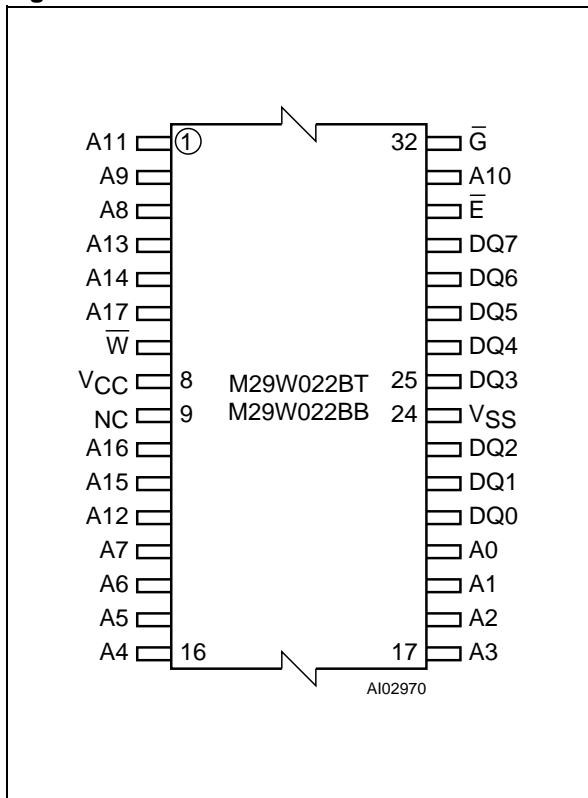 A11 ① 32 G̅
A9 A10
A8 E̅
A13 DQ7
A14 DQ6
A17 DQ5
W̅ DQ4
VCC 8 M29W022BT 25 DQ3
NC 9 M29W022BB 24 VSS
A16 DQ2
A15 DQ1
A12 DQ0
A7 A0
A6 A1
A5 A2
A4 16 17 A3
AI02970